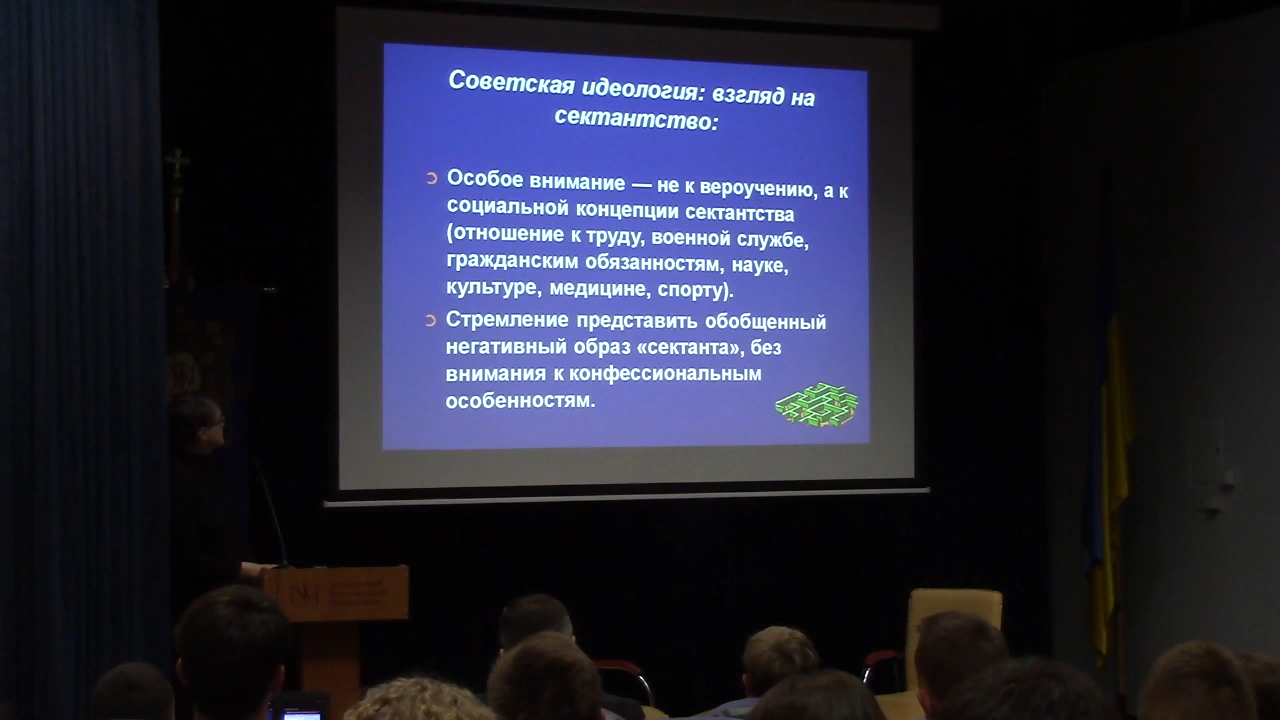 Советская идеология: взгляд на
сектантство:
Особое внимание — не к вероучению, а к
социальной концепции сектантства
(отношение к труду, военной службе,
гражданским обязанностям, науке,
культуре, медицине, спорту).
Стремление представить обобщенный
негативный образ «сектанта», без
внимания к конфессиональным
особенностям.